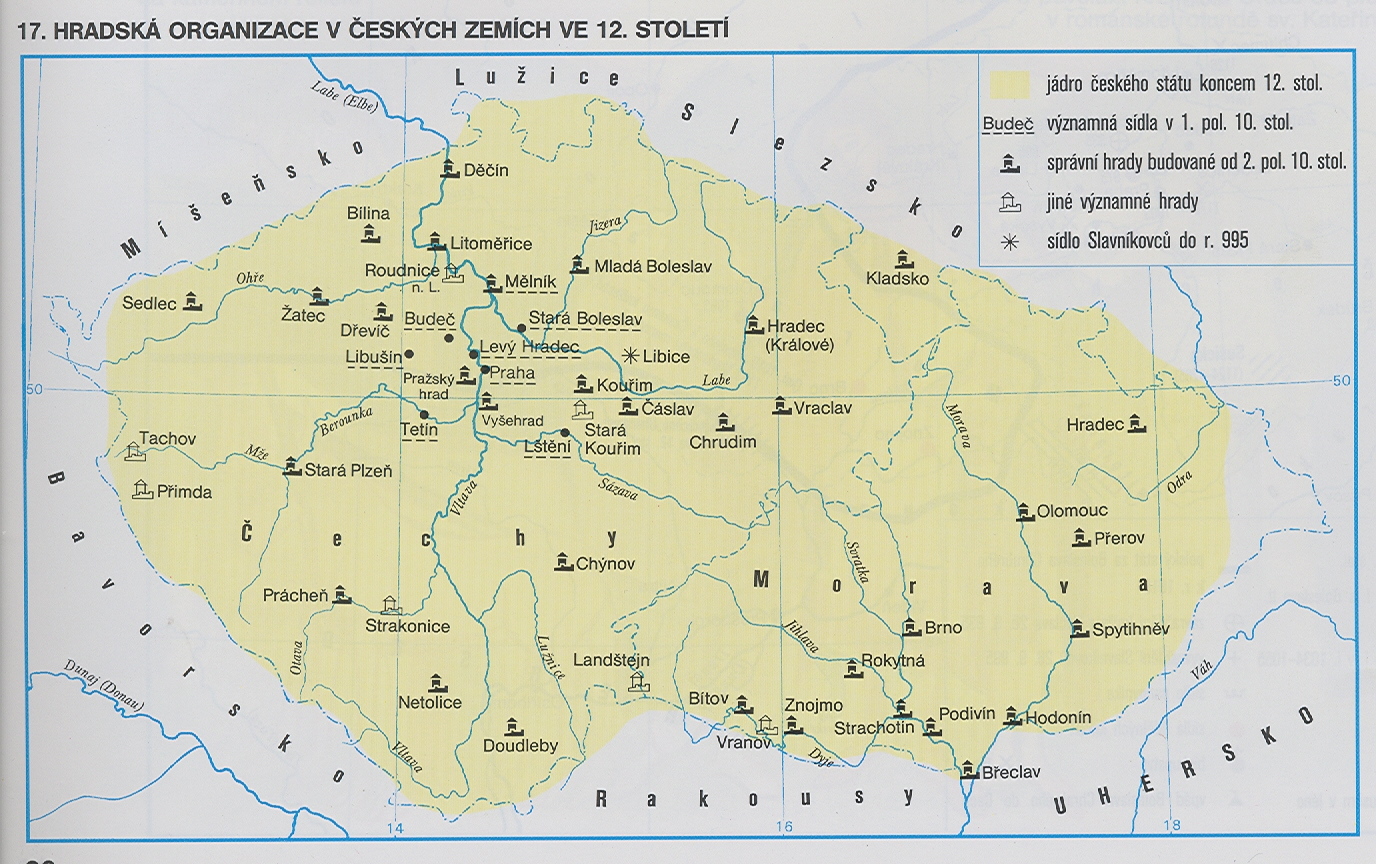 17. HRADSKÁ ORGANIZACE V ČESKÝCH ZEMÍCH VE 12. STOLETÍ
jádro českého státu koncem 12. stol.
Budeč
významná sídla v 1. pol. 10. stol.
správní hrady budované od 2. pol. 10. stol.
jiné významné hrady
sídlo Slavníkovců do r. 995
Lužice
Slezsko
Míšeňsko
Labe (Elbe)
Děčín
Bílina
Litoměřice
Jizera
Roudnice
n. L.
Mělník
Mladá Boleslav
Kladsko
Ohře
Sedlec
Žatec
Dřevíč
Budeč
Stará Boleslav
Hradec
(Králové)
Libušín
Levý Hradec
Libice
Praha
Pražský
hrad
Kouřim
Labe
50
50
Vyšehrad
Čáslav
Vraclav
Berounka
Tetín
Stará
Kouřim
Chrudim
Morava
Hradec
Tachov
Mže
Lštění
Stará Plzeň
Přimda
Vltava
Sázava
Odra
Olomouc
Přerov
Čechy
Chýnov
Morava
Svratka
Prácheň
Strakonice
Jihlava
Brno
Spytihněv
Bavorsko
Otava
Lužnice
Landštejn
Rokytná
Váh
Dunaj (Donau)
Netolice
Bítov
Znojmo
Strachotín
Podivín
Hodonín
Doudleby
Vranov
Vltava
Dyje
Břeclav
Rakousy
UHERSKO
14
16
18